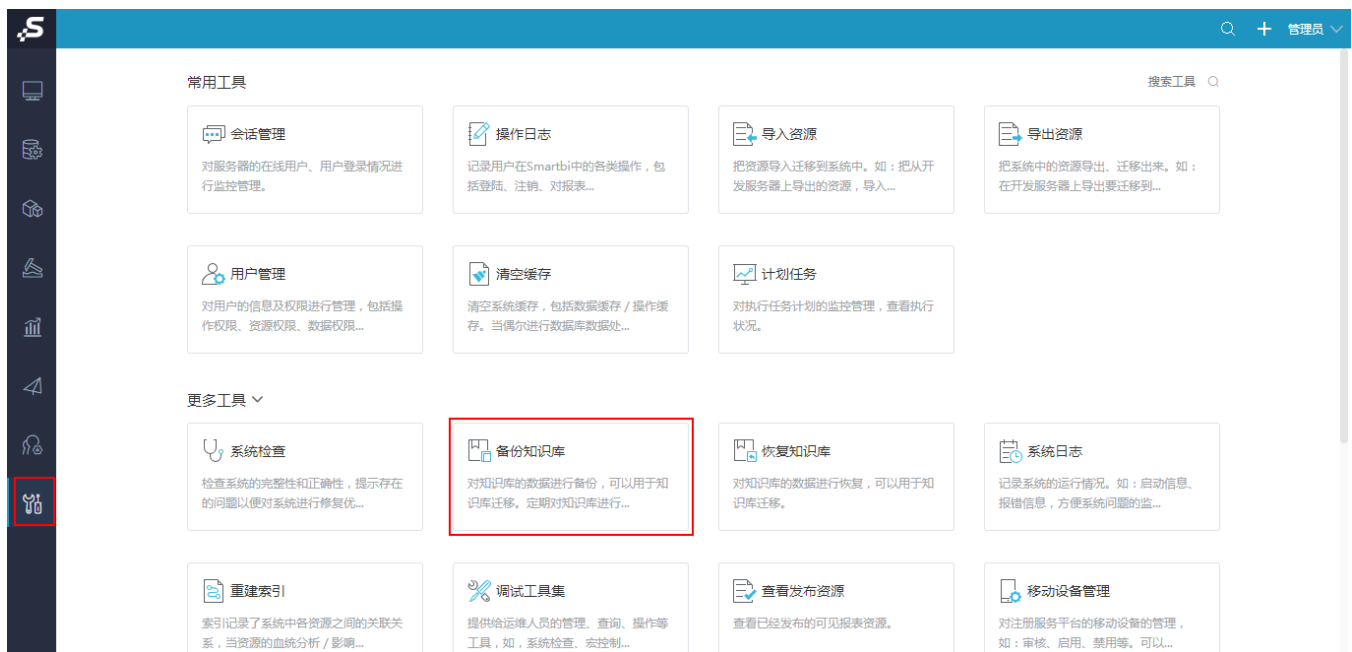 S
管理员
常用工具
搜索工具
会话管理
对服务器的在线用户、用户登录情况进
行监控管理。
操作日志
记录用户在Smartbi中的各类操作，包
括登陆、注销、对报表...
导入资源
把资源导入迁移到系统中。如：把从开
发服务器上导出的资源，导入...
导出资源
把系统中的资源导出、迁移出来。如：
在开发服务器上导出要迁移到...
用户管理
对用户的信息及权限进行管理，包括操
作权限、资源权限、数据权限...
清空缓存
清空系统缓存，包括数据缓存 / 操作缓
存。当偶尔进行数据库数据处...
计划任务
对执行任务计划的监控管理，查看执行
状况。
更多工具
系统检查
检查系统的完整性和正确性，提示存在
的问题以便对系统进行修复优...
备份知识库
对知识库的数据进行备份，可以用于知
识库迁移。定期对知识库进行...
恢复知识库
对知识库的数据进行恢复，可以用于知
识库迁移。
系统日志
记录系统的运行情况。如：启动信息、
报错信息，方便系统问题的监...
重建索引
索引记录了系统中各资源之间的关联关
系，当资源的血统分析 / 影响...
调试工具集
提供给运维人员的管理、查询、操作等
工具，如，系统检查、宏控制...
查看发布资源
查看已经发布的可见报表资源。
移动设备管理
对注册服务平台的移动设备的管理，
如：审核、启用、禁用等。可以...